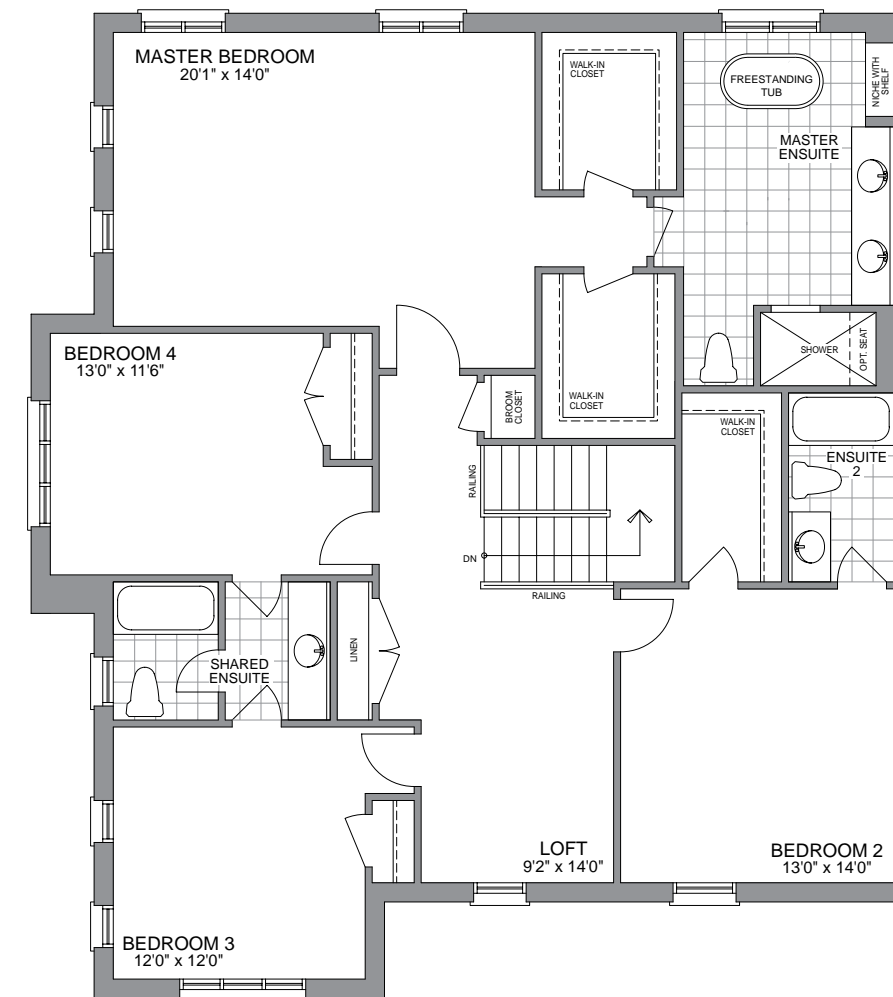 MASTER BEDROOM
20'1" x 14'0"
WALK-IN
CLOSET
FREESTANDING
TUB
NICHE WITH
SHELF
MASTER
ENSUITE
BEDROOM 4
13'0" x 11'6"
SHOWER
OPT. SEAT
BROOM
CLOSET
WALK-IN
CLOSET
WALK-IN
CLOSET
ENSUITE
2
RAILING
DN
RAILING
LINEN
SHARED
ENSUITE
LOFT
9'2" x 14'0"
BEDROOM 2
13'0" x 14'0"
BEDROOM 3
12'0" x 12'0"